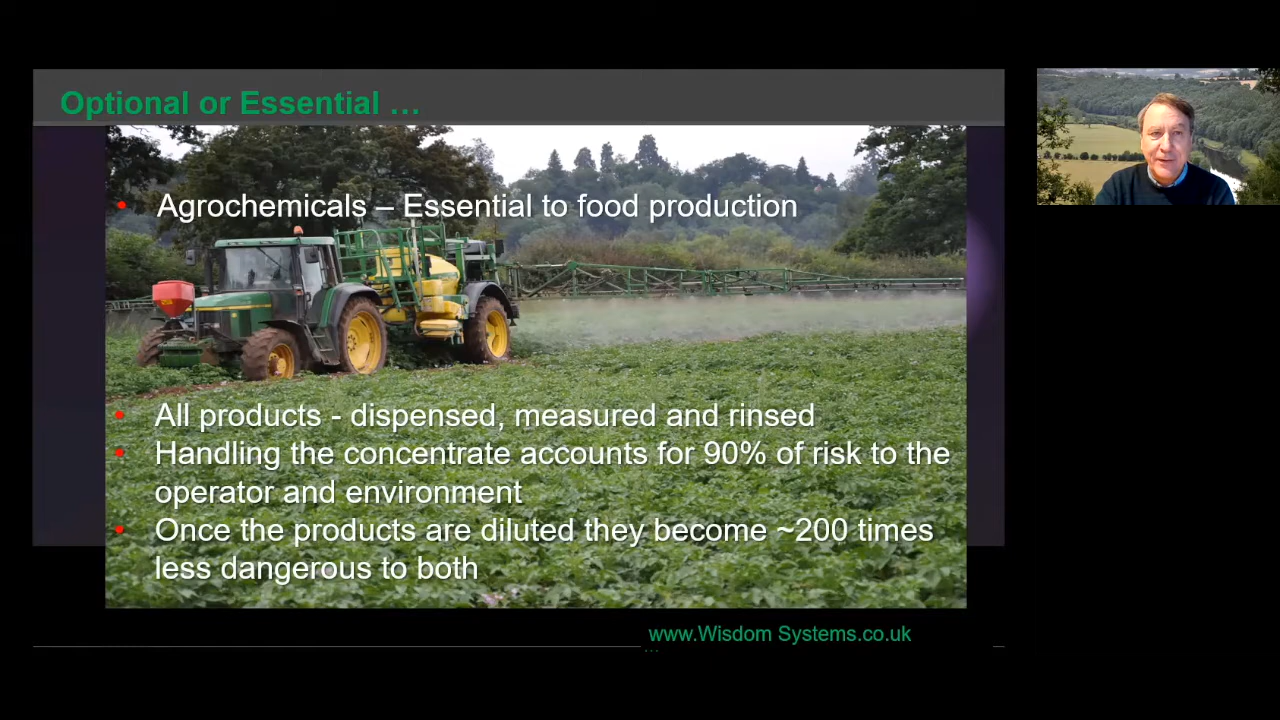 Optional or Essential …
• Agrochemicals – Essential to food production
• All products - dispensed, measured and rinsed
• Handling the concentrate accounts for 90% of risk to the
operator and environment
• Once the products are diluted they become ~200 times
less dangerous to both
www.Wisdom Systems.co.uk
…